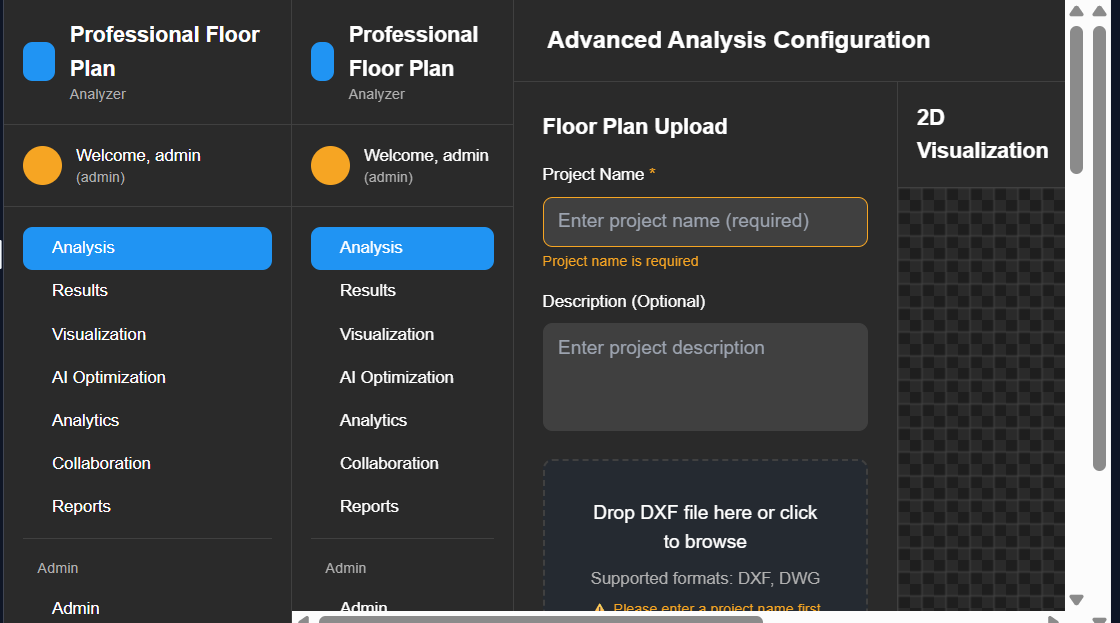 Professional Floor
Plan
Analyzer
Welcome, admin
(admin)
Analysis
Results
Visualization
AI Optimization
Analytics
Collaboration
Reports
Admin
Admin
Professional
Floor Plan
Analyzer
Welcome, admin
(admin)
Analysis
Results
Visualization
AI Optimization
Analytics
Collaboration
Reports
Admin
Admin
Advanced Analysis Configuration
Floor Plan Upload
Project Name *
Enter project name (required)
Project name is required
Description (Optional)
Enter project description
Drop DXF file here or click
to browse
Supported formats: DXF, DWG
Please enter a project name first
2D
Visualization